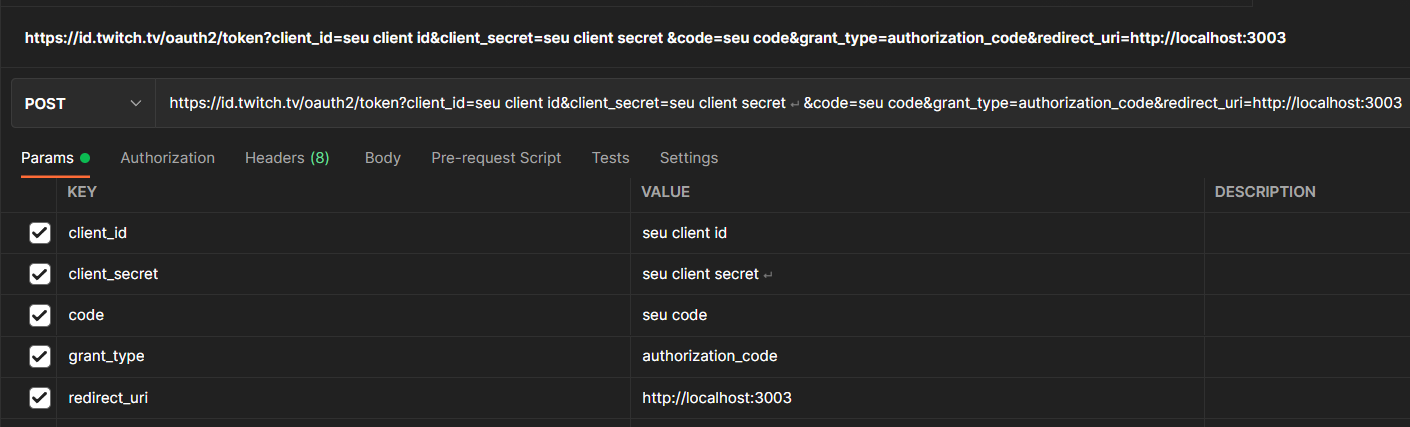 https://id.twitch.tv/oauth2/token?client_id=seu client id&client_secret=seu client secret &code=seu code&grant_type=authorization_code&redirect_uri=http://localhost:3003
POST https://id.twitch.tv/oauth2/token?client_id=seu client id&client_secret=seu client secret ↵ &code=seu code&grant_type=authorization_code&redirect_uri=http://localhost:3003
Params Authorization Headers (8) Body Pre-request Script Tests Settings
KEY VALUE DESCRIPTION
client_id seu client id
client_secret seu client secret ↵
code seu code
grant_type authorization_code
redirect_uri http://localhost:3003